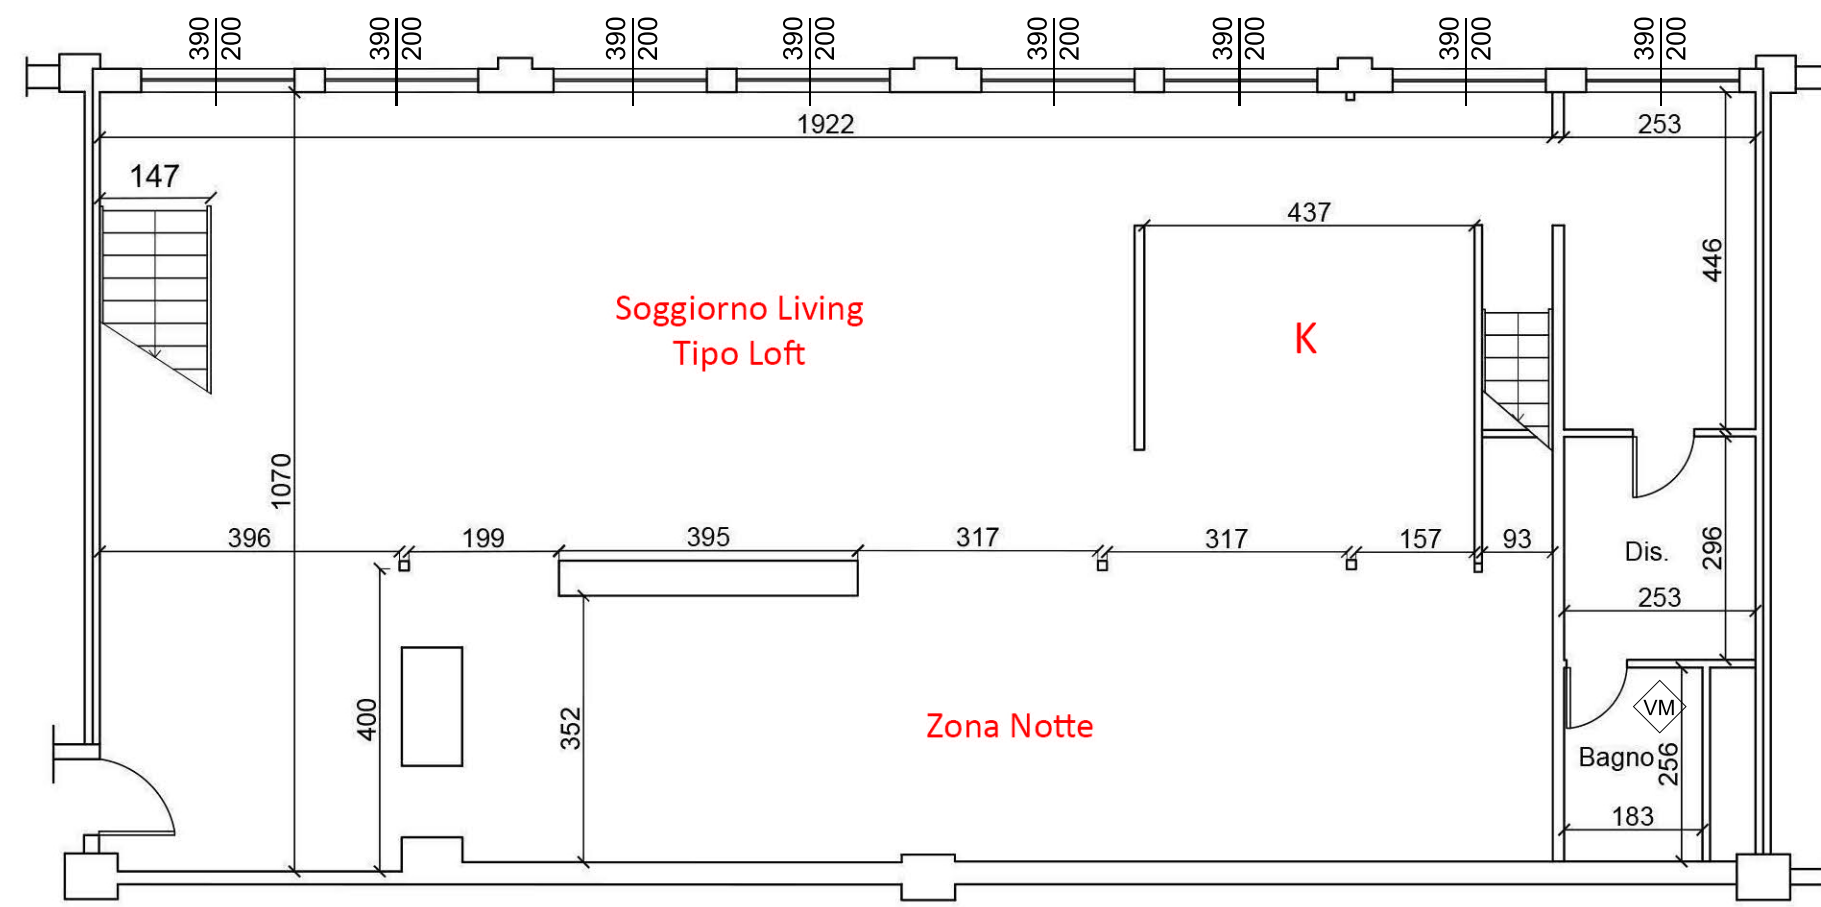 390 390 390 390 390 390 390 390
200 200 200 200 200 200 200 200
1922 253
147
437
446
Soggiorno Living
Tipo Loft
K
1070
396 199 395 317 317 157 93
Dis.
296
253
400
352
Zona Notte
VM
Bagno
256
183